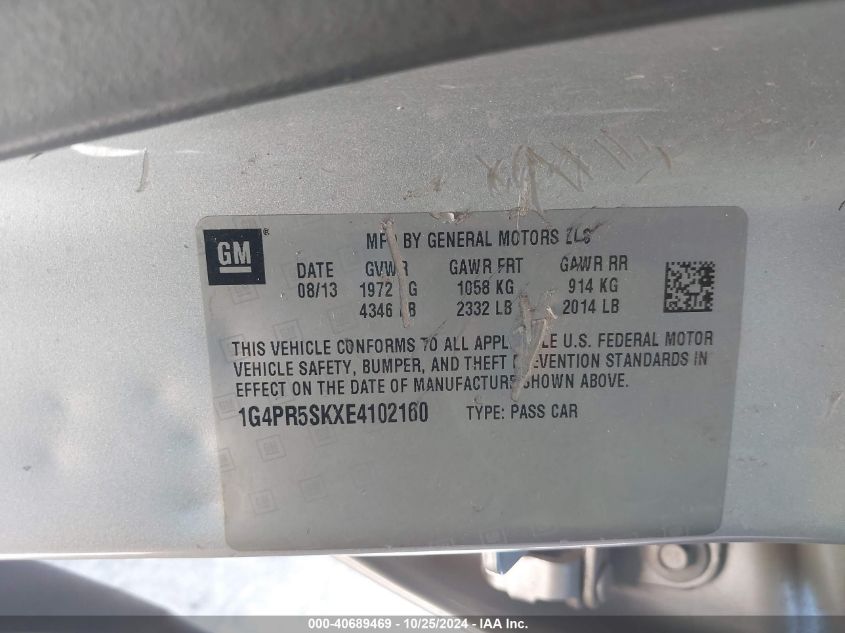 GM
®
MFD BY GENERAL MOTORS LLC
DATE GVWR GAWR FRT GAWR RR
08/13 1972 G 1058 KG 914 KG
4346 LB 2332 LB 2014 LB
THIS VEHICLE CONFORMS TO ALL APPLICABLE U.S. FEDERAL MOTOR
VEHICLE SAFETY, BUMPER, AND THEFT PREVENTION STANDARDS IN
EFFECT ON THE DATE OF MANUFACTURE SHOWN ABOVE.
1G4PR5SKXE4102160 TYPE: PASS CAR
000-40689469 - 10/25/2024 - IAA Inc.